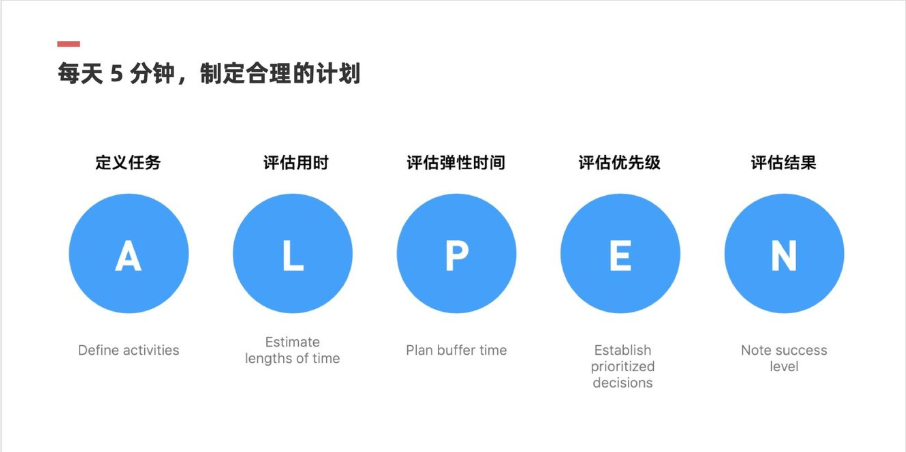 每天 5 分钟，制定合理的计划
定义任务
评估用时
评估弹性时间
评估优先级
评估结果
A
L
P
E
N
Define activities
Estimate
lengths of time
Plan buffer time
Establish
prioritized
decisions
Note success
level